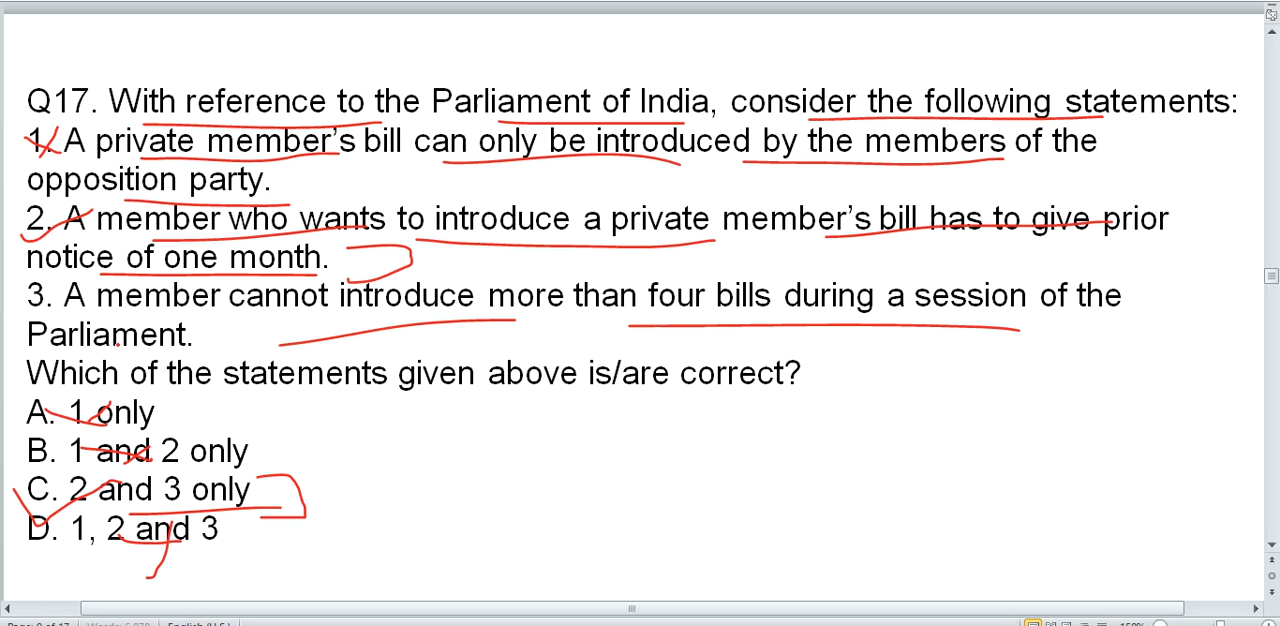 Q17. With reference to the Parliament of India, consider the following statements:
1. A private member's bill can only be introduced by the members of the
opposition party.
2. A member who wants to introduce a private member's bill has to give prior
notice of one month.
3. A member cannot introduce more than four bills during a session of the
Parliament.
Which of the statements given above is/are correct?
A. 1 only
B. 1 and 2 only
C. 2 and 3 only
D. 1, 2 and 3